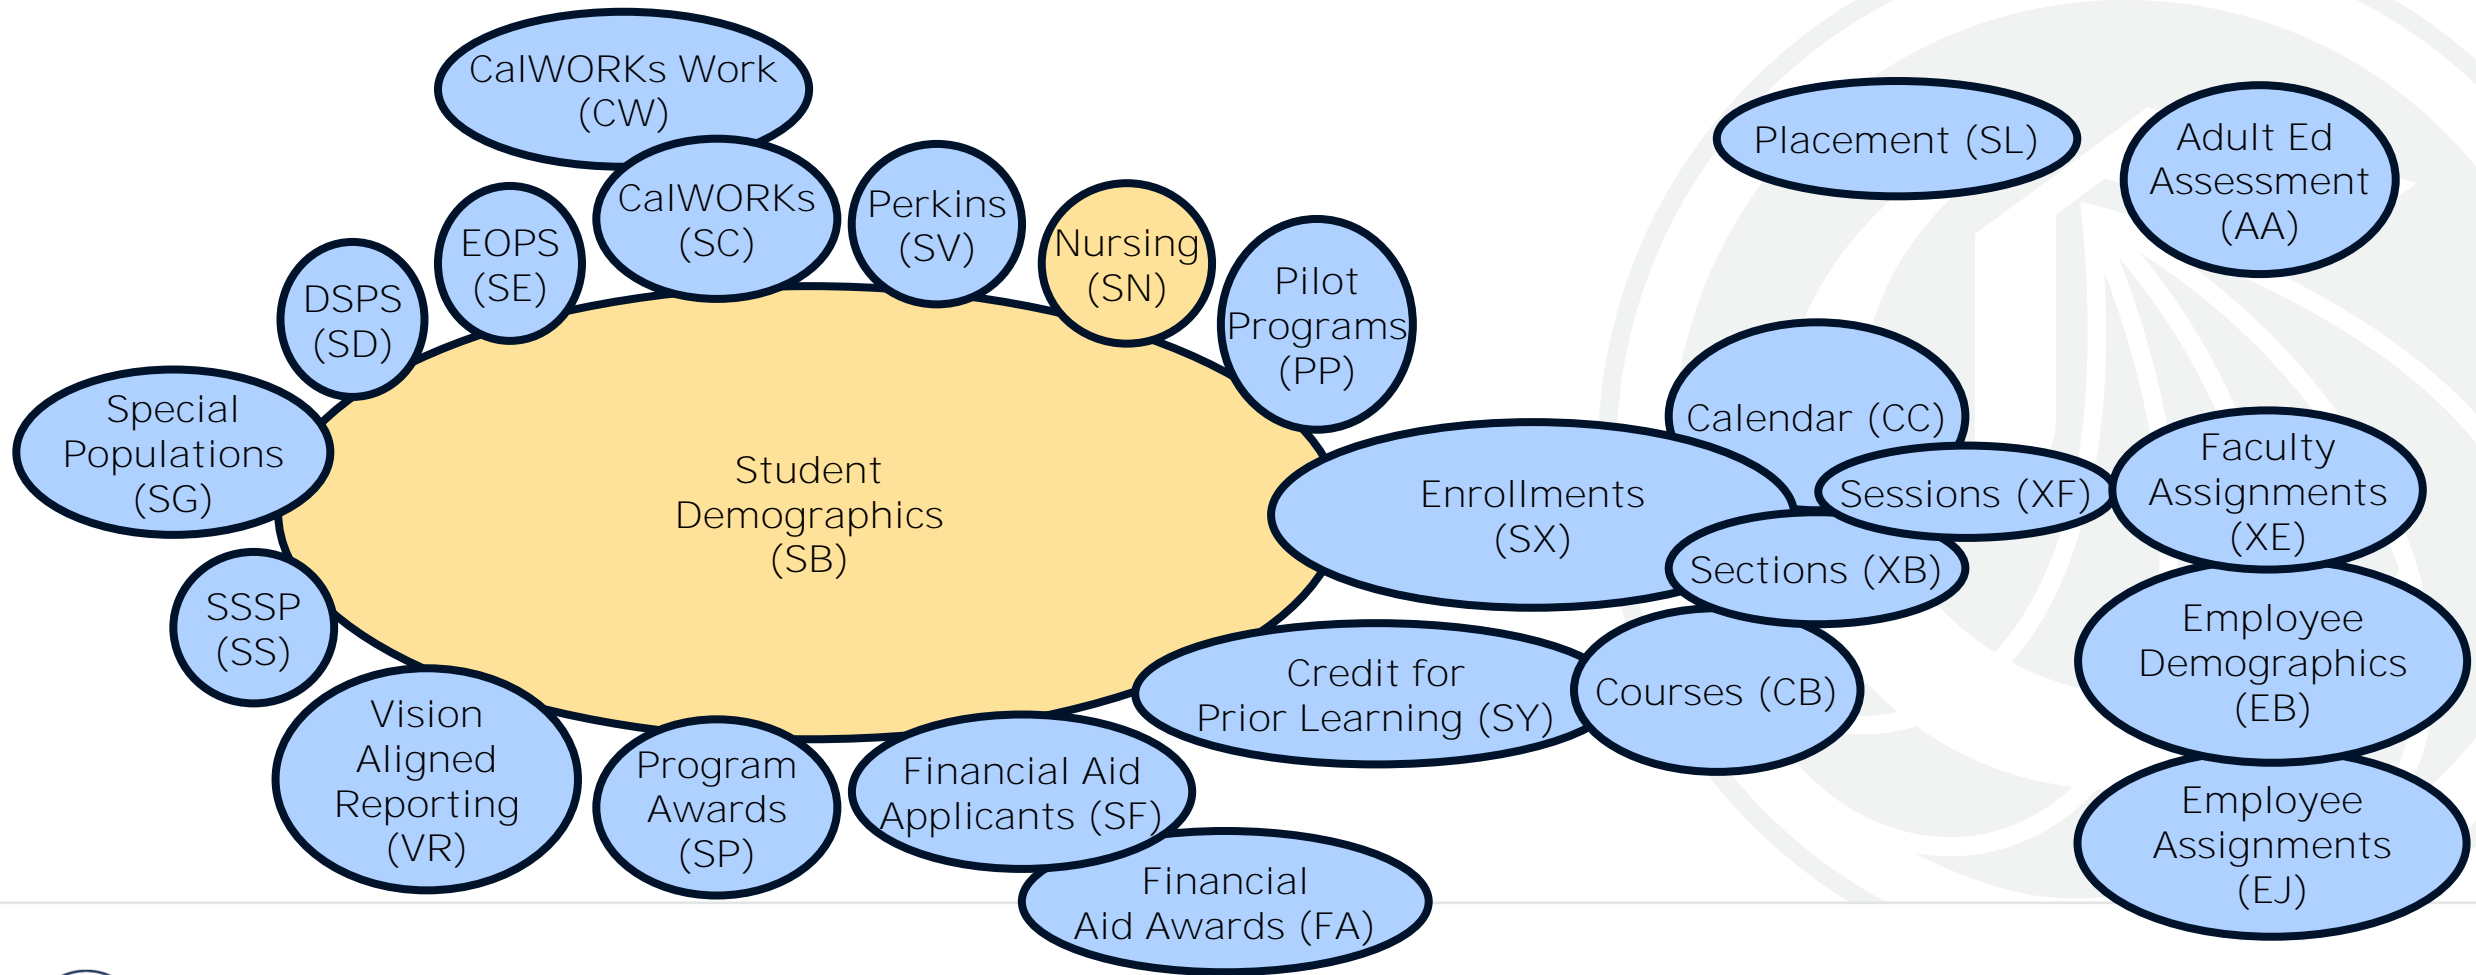 CalWORKs Work
(CW)
CalWORKs
(SC)
Perkins
(SV)
Nursing
(SN)
Pilot
Programs
(PP)
EOPS
(SE)
DSPS
(SD)
Special
Populations
(SG)
SSSP
(SS)
Student
Demographics
(SB)
Vision
Aligned
Reporting
(VR)
Program
Awards
(SP)
Financial Aid
Applicants (SF)
Financial
Aid Awards (FA)
Credit for
Prior Learning (SY)
Enrollments
(SX)
Courses (CB)
Sections (XB)
Calendar (CC)
Sessions (XF)
Placement (SL)
Adult Ed
Assessment
(AA)
Faculty
Assignments
(XE)
Employee
Demographics
(EB)
Employee
Assignments
(EJ)